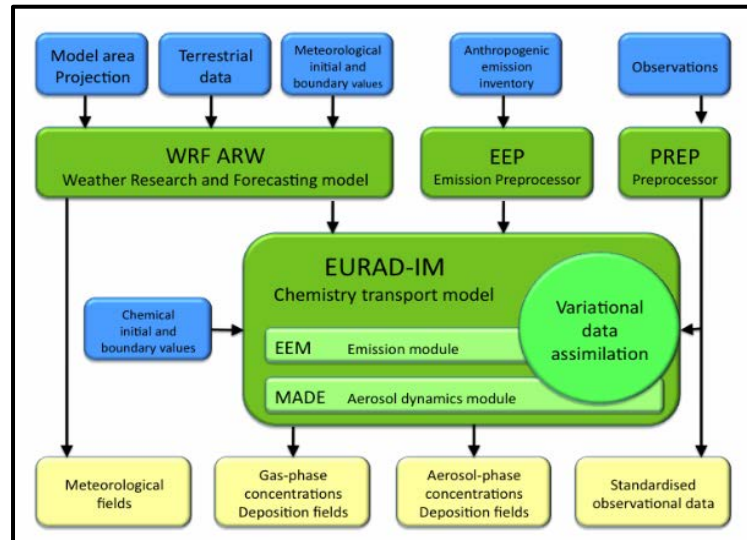 Model area
Projection
Terrestrial
data
Meteorological
initial and
boundary values
Anthropogenic
emission
inventory
Observations
WRF ARW
Weather Research and Forecasting model
EEP
Emission Preprocessor
PREP
Preprocessor
EURAD-IM
Chemistry transport model
Variational
data
assimilation
Chemical
initial and
boundary values
EEM Emission module
MADE Aerosol dynamics module
Meteorological
fields
Gas-phase
concentrations
Deposition fields
Aerosol-phase
concentrations
Deposition fields
Standardised
observational data